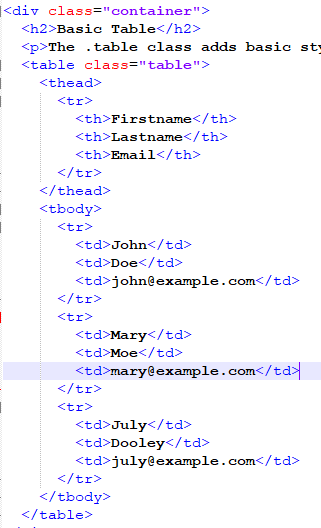 <div class="container">
<h2>Basic Table</h2>
<p>The .table class adds basic
<table class="table">
<thead>
<tr>
<th>Firstname</th>
<th>Lastname</th>
<th>Email</th>
</tr>
</thead>
<tbody>
<tr>
<td>John</td>
<td>Doe</td>
<td>john@example.com</td>
</tr>
<tr>
<td>Mary</td>
<td>Moe</td>
<td>mary@example.com</td>
</tr>
<tr>
<td>July</td>
<td>Dooley</td>
<td>july@example.com</td>
</tr>
</tbody>
</table>